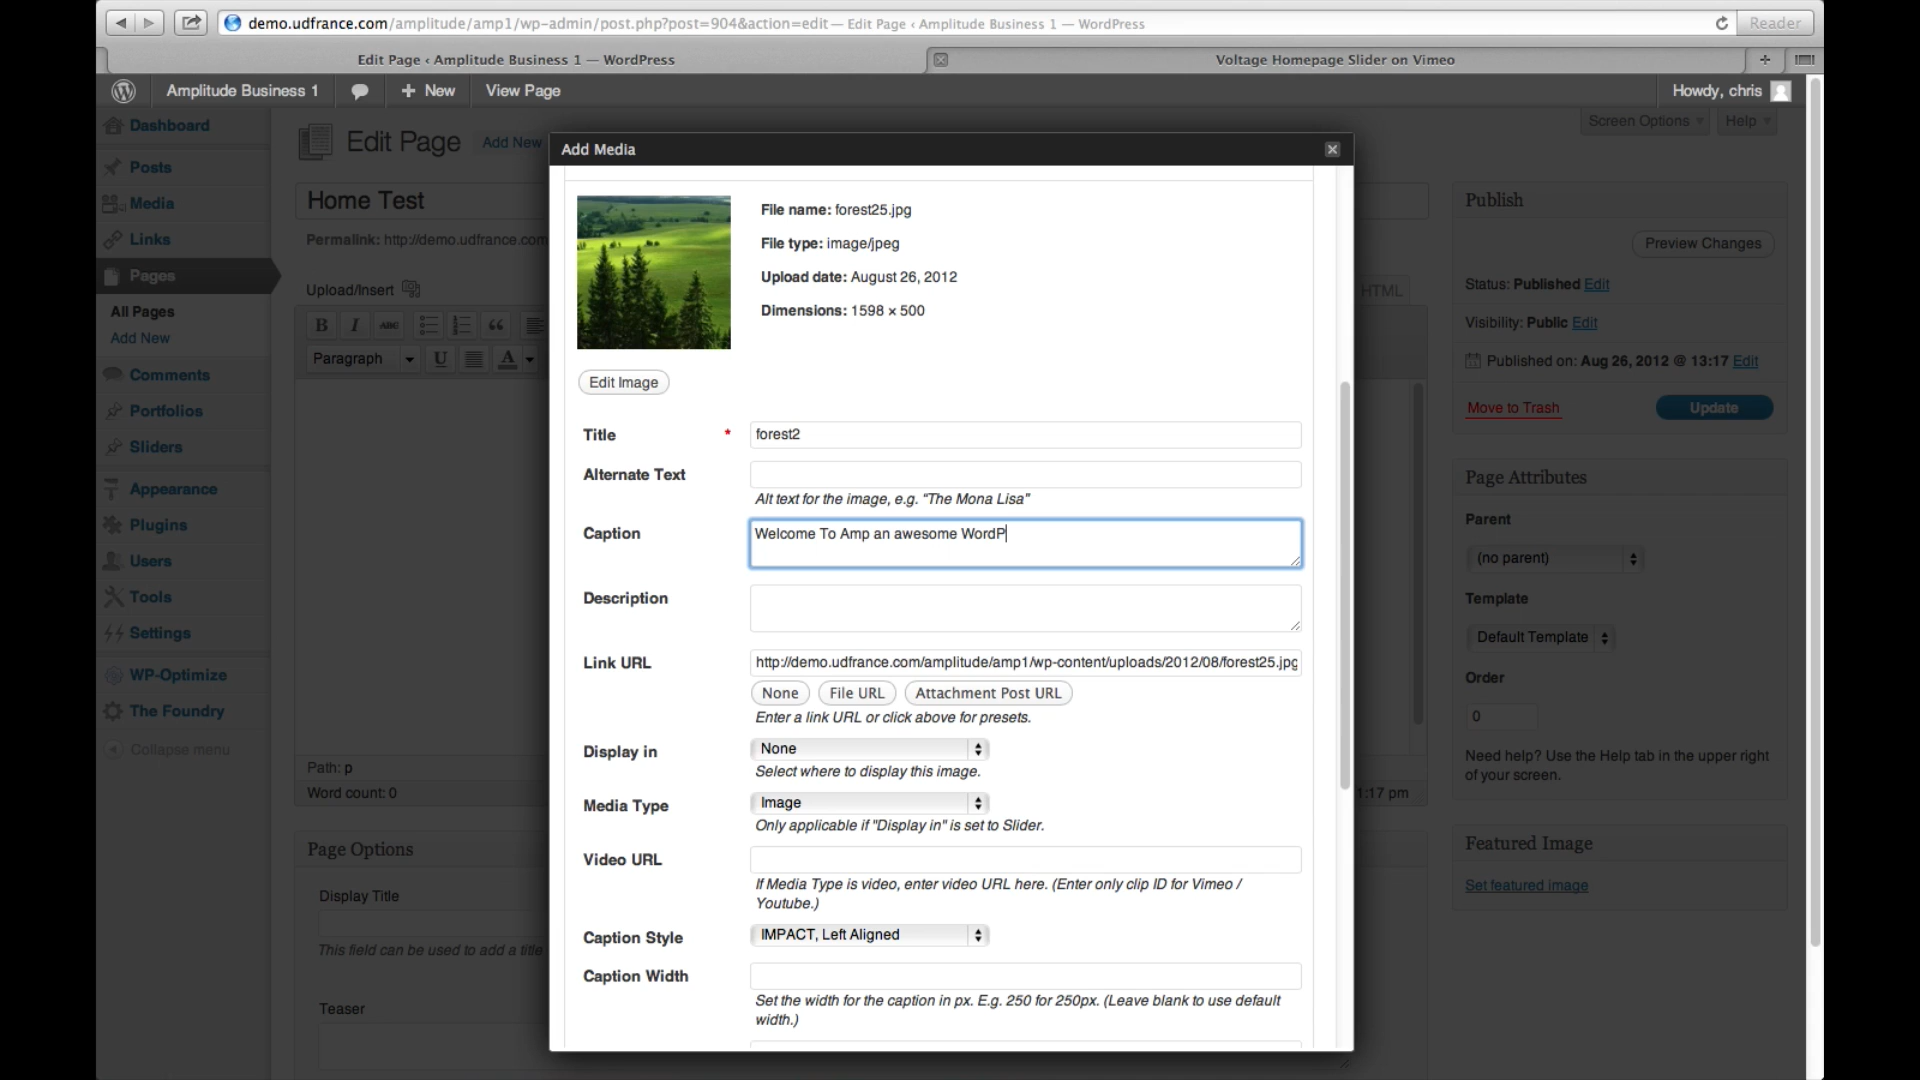 demo.udfrance.com/amplitude/amp1/wp-admin/post.php?post=904&action=edit — Edit Page ‹ Amplitude Business 1 — WordPress
Reader
Edit Page ‹ Amplitude Business 1 — WordPress
Voltage Homepage Slider on Vimeo
Amplitude Business 1
New
View Page
Howdy, chris
Dashboard
Posts
Media
Links
Pages
All Pages
Add New
Comments
Portfolios
Sliders
Appearance
Plugins
Users
Tools
Settings
WP-Optimize
The Foundry
Collapse menu
Edit Page
Add New
Screen Options
Help
Home Test
Permalink: http://demo.udfrance.com
Upload/Insert
HTML
B I ABC
Paragraph
U
A
Path: p
Word count: 0
1:17 pm
Page Options
Display Title
This field can be used to add a title
Teaser
Add Media
File name: forest25.jpg
File type: image/jpeg
Upload date: August 26, 2012
Dimensions: 1598 × 500
Edit Image
Title * forest2
Alternate Text
Alt text for the image, e.g. “The Mona Lisa”
Caption Welcome To Amp an awesome WordP
Description
Link URL http://demo.udfrance.com/amplitude/amp1/wp-content/uploads/2012/08/forest25.jpg
None File URL Attachment Post URL
Enter a link URL or click above for presets.
Display in None
Select where to display this image.
Media Type Image
Only applicable if "Display in" is set to Slider.
Video URL
If Media Type is video, enter video URL here. (Enter only clip ID for Vimeo /
Youtube.)
Caption Style IMPACT, Left Aligned
Caption Width
Set the width for the caption in px. E.g. 250 for 250px. (Leave blank to use default
width.)
Publish
Preview Changes
Status: Published Edit
Visibility: Public Edit
Published on: Aug 26, 2012 @ 13:17 Edit
Move to Trash
Update
Page Attributes
Parent
(no parent)
Template
Default Template
Order
0
Need help? Use the Help tab in the upper right
of your screen.
Featured Image
Set featured image